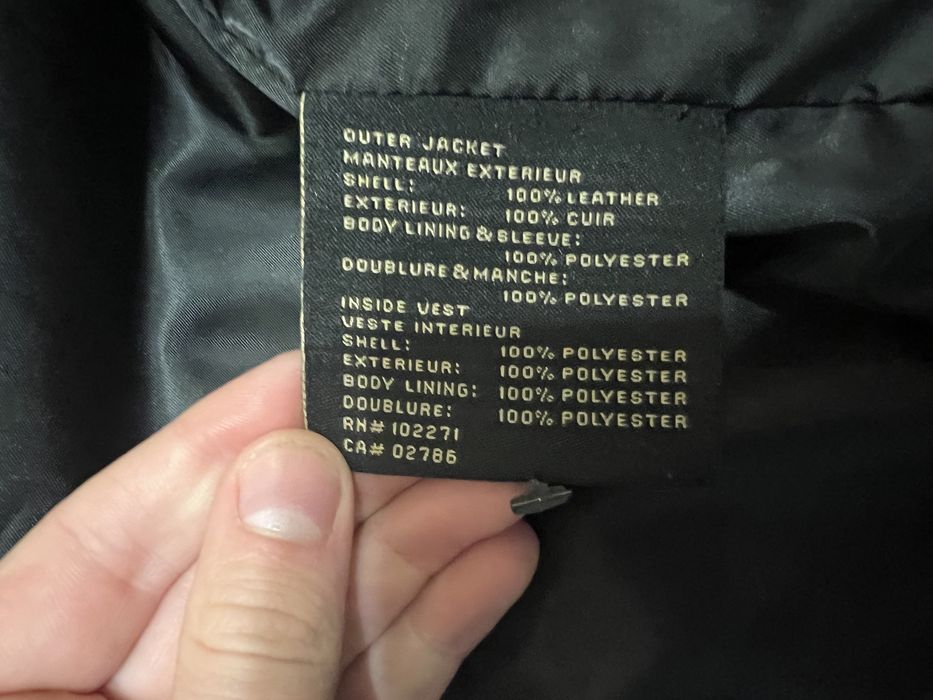 OUTER JACKET
MANTEAUX EXTERIEUR
SHELL: 100% LEATHER
EXTERIEUR: 100% CUIR
BODY LINING & SLEEVE:
100% POLYESTER
DOUBLURE & MANCHE:
100% POLYESTER
INSIDE VEST
VESTE INTERIEUR
SHELL: 100% POLYESTER
EXTERIEUR: 100% POLYESTER
BODY LINING: 100% POLYESTER
DOUBLURE: 100% POLYESTER
RN# 102271
CA# 02786